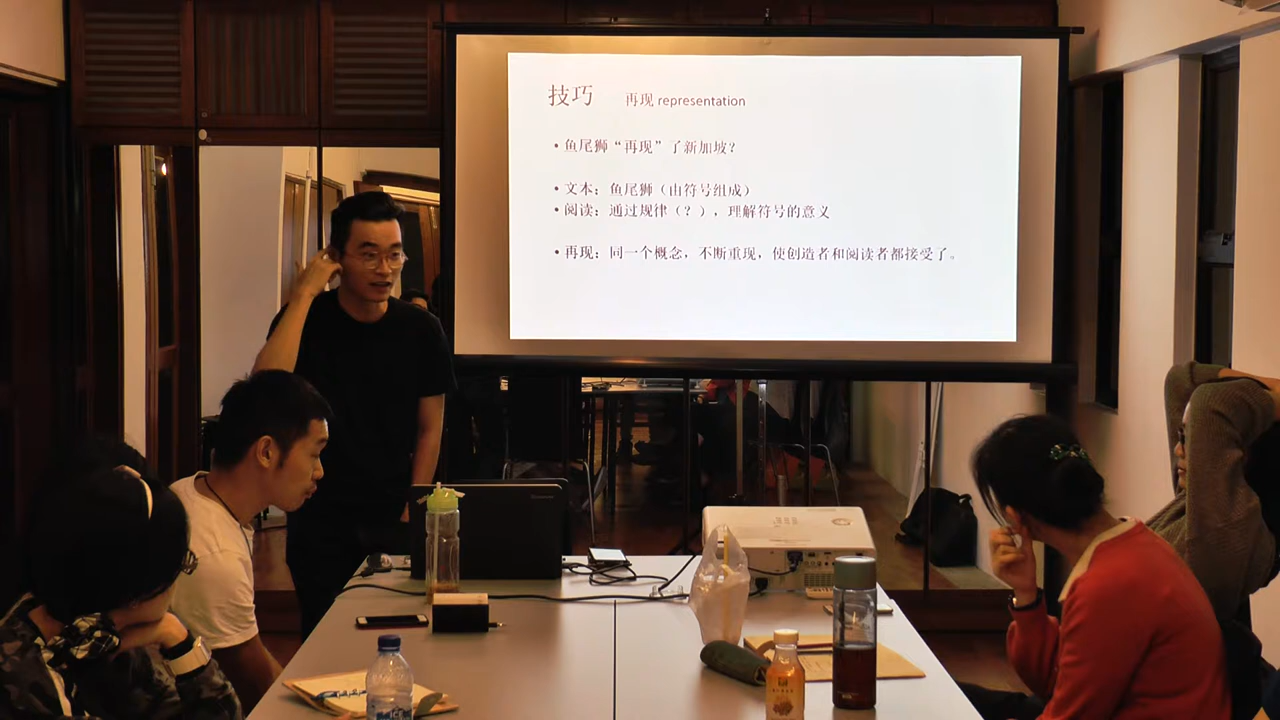 技巧 再现 representation
• 鱼尾狮“再现”了新加坡？
• 文本：鱼尾狮（由符号组成）
• 阅读：通过规律（？），理解符号的意义
• 再现：同一个概念，不断重现，使创造者和阅读者都接受了。